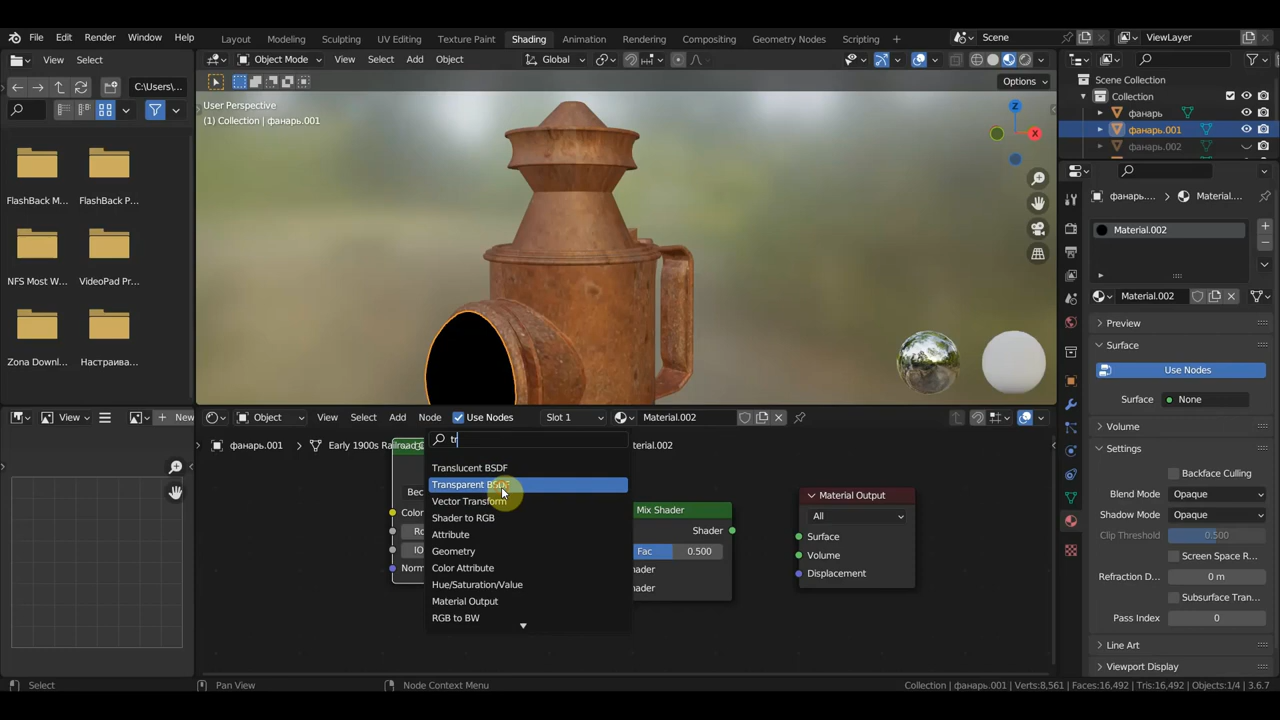 File Edit Render Window Help
Layout Modeling Sculpting UV Editing Texture Paint Shading Animation Rendering Compositing Geometry Nodes Scripting
Scene
ViewLayer
View Select
Object Mode View Select Add Object
Global
C:\Users\...
Options
User Perspective
(1) Collection | фанарь.001
Z
X
Scene Collection
Collection
фанарь
фанарь.001
фанарь.002
FlashBack M...
FlashBack P...
NFS Most W...
VideoPad Pr...
Zona Downl...
Настраива...
фанарь....
Material....
Material.002
Material.002
Preview
Surface
Use Nodes
Surface
None
Volume
Settings
Backface Culling
Blend Mode
Opaque
Shadow Mode
Opaque
Clip Threshold
0.500
Screen Space R...
Refraction D...
0 m
Subsurface Tran...
Pass Index
0
Line Art
Viewport Display
View
New
Object View Select Add Node
Use Nodes
Slot 1
Material.002
фанарь.001
Early 1900s Railroad
terial.002
tr
Translucent BSDF
Transparent BSDF
Vector Transform
Shader to RGB
Attribute
Geometry
Color Attribute
Hue/Saturation/Value
Material Output
RGB to BW
Bec
Color
Ro
IO
Norm
Mix Shader
Shader
Fac 0.500
ader
ader
Material Output
All
Surface
Volume
Displacement
Select
Pan View
Node Context Menu
Collection | фанарь.001 | Verts:8,561 | Faces:16,492 | Tris:16,492 | Objects:1/4 | 3.6.7